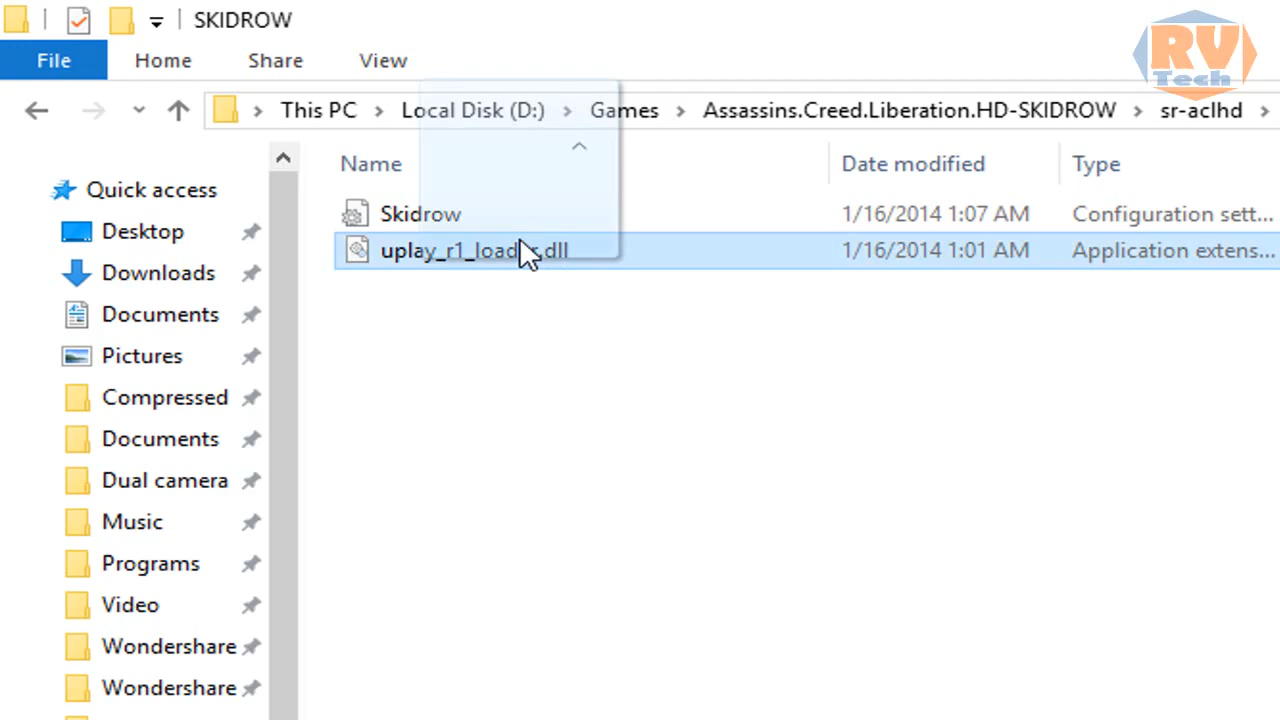 SKIDROW
File Home Share View
RV
Tech
This PC Local Disk (D:) Games Assassins.Creed.Liberation.HD-SKIDROW sr-aclhd
Name Date modified Type
Skidrow 1/16/2014 1:07 AM Configuration sett...
uplay_r1_loader.dll 1/16/2014 1:01 AM Application extens...
Quick access
Desktop
Downloads
Documents
Pictures
Compressed
Documents
Dual camera
Music
Programs
Video
Wondershare
Wondershare